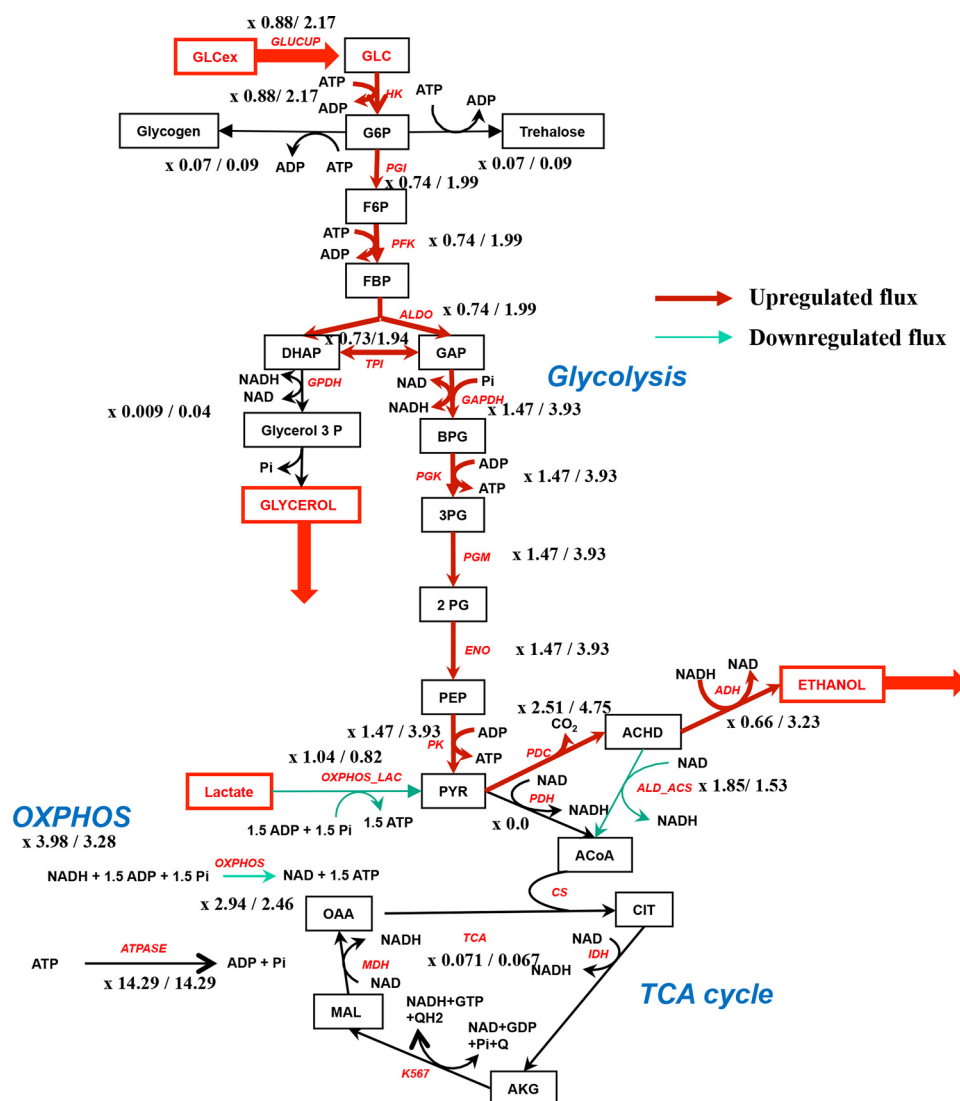 x 0.88/ 2.17
GLUCUP
GLCex
GLC
ATP
HK
x 0.88/ 2.17
ADP
ATP
ADP
Glycogen
G6P
Trehalose
ADP
ATP
x 0.07 / 0.09
PGI
x 0.07 / 0.09
x 0.74 / 1.99
F6P
ATP
PFK
x 0.74 / 1.99
ADP
FBP
Upregulated flux
ALDO
x 0.74 / 1.99
Downregulated flux
x 0.73/1.94
DHAP
GAP
TPI
Glycolysis
NADH
GPDH
NAD
NAD
Pi
GAPDH
NADH
x 0.009 / 0.04
x 1.47 / 3.93
Glycerol 3 P
BPG
Pi
ADP
PGK
x 1.47 / 3.93
ATP
GLYCEROL
3PG
PGM
x 1.47 / 3.93
2 PG
ENO
x 1.47 / 3.93
NADH
NAD
ADH
ETHANOL
PEP
x 2.51 / 4.75
CO2
ACHD
x 0.66 / 3.23
x 1.47 / 3.93
PK
ADP
ATP
PDC
x 1.04 / 0.82
OXPHOS_LAC
NAD
NAD
Lactate
PYR
PDH
NADH
ALD_ACS
x 1.85/ 1.53
NADH
1.5 ADP + 1.5 Pi
1.5 ATP
x 0.0
OXPHOS
x 3.98 / 3.28
ACoA
OXPHOS
NADH + 1.5 ADP + 1.5 Pi
NAD + 1.5 ATP
CS
x 2.94 / 2.46
OAA
CIT
NADH
TCA
NAD
IDH
ATPASE
ATP
ADP + Pi
MDH
x 0.071 / 0.067
NADH
x 14.29 / 14.29
NAD
TCA cycle
MAL
NADH+GTP
+QH2
NAD+GDP
+Pi+Q
K567
AKG